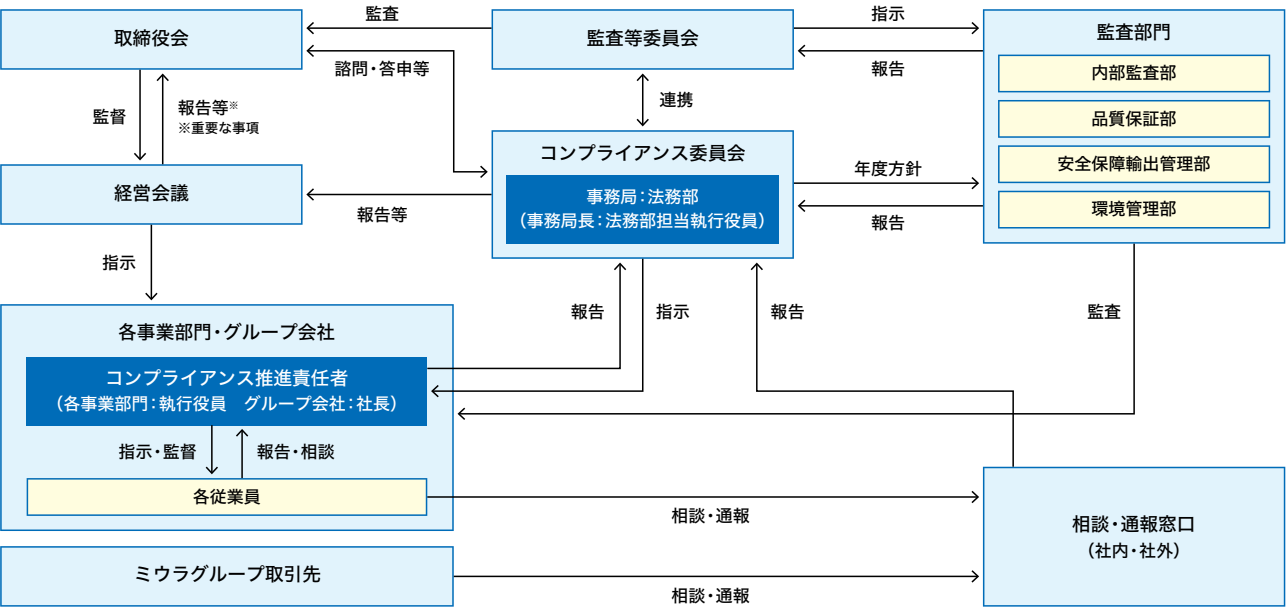 取締役会
監査
監査等委員会
指示
報告
監査部門
内部監査部
品質保証部
安全保障輸出管理部
環境管理部
諮問・答申等
連携
監督
報告等※
※重要な事項
経営会議
報告等
コンプライアンス委員会
事務局：法務部
（事務局長：法務部担当執行役員）
年度方針
報告
指示
報告
指示
報告
監査
各事業部門・グループ会社
コンプライアンス推進責任者
（各事業部門：執行役員　グループ会社：社長）
指示・監督
報告・相談
各従業員
相談・通報
相談・通報窓口
（社内・社外）
ミウラグループ取引先
相談・通報